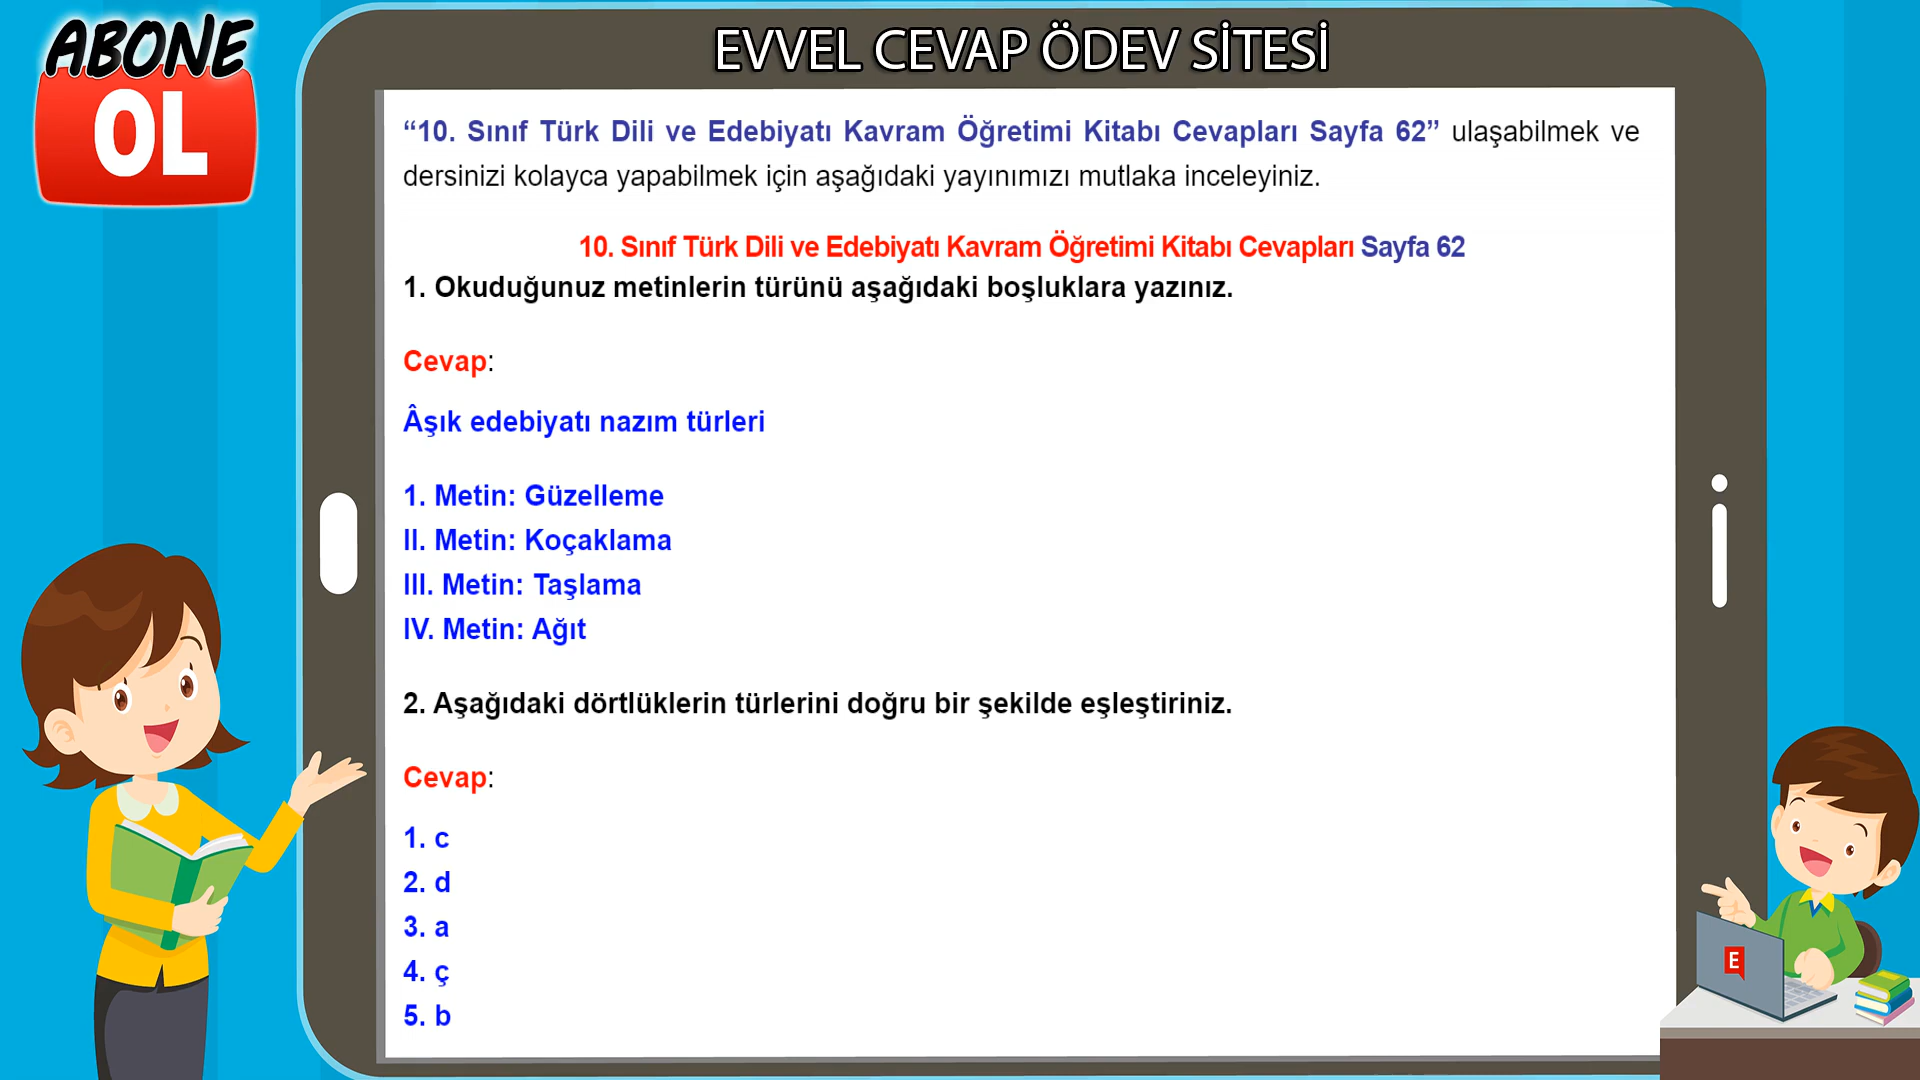 ABONE
OL
EVVEL CEVAP ÖDEV SİTESİ
“10. Sınıf Türk Dili ve Edebiyatı Kavram Öğretimi Kitabı Cevapları Sayfa 62” ulaşabilmek ve
dersinizi kolayca yapabilmek için aşağıdaki yayınımızı mutlaka inceleyiniz.
10. Sınıf Türk Dili ve Edebiyatı Kavram Öğretimi Kitabı Cevapları Sayfa 62
1. Okuduğunuz metinlerin türünü aşağıdaki boşluklara yazınız.
Cevap:
Âşık edebiyatı nazım türleri
1. Metin: Güzelleme
II. Metin: Koçaklama
III. Metin: Taşlama
IV. Metin: Ağıt
2. Aşağıdaki dörtlüklerin türlerini doğru bir şekilde eşleştiriniz.
Cevap:
1. c
2. d
3. a
4. ç
5. b
E